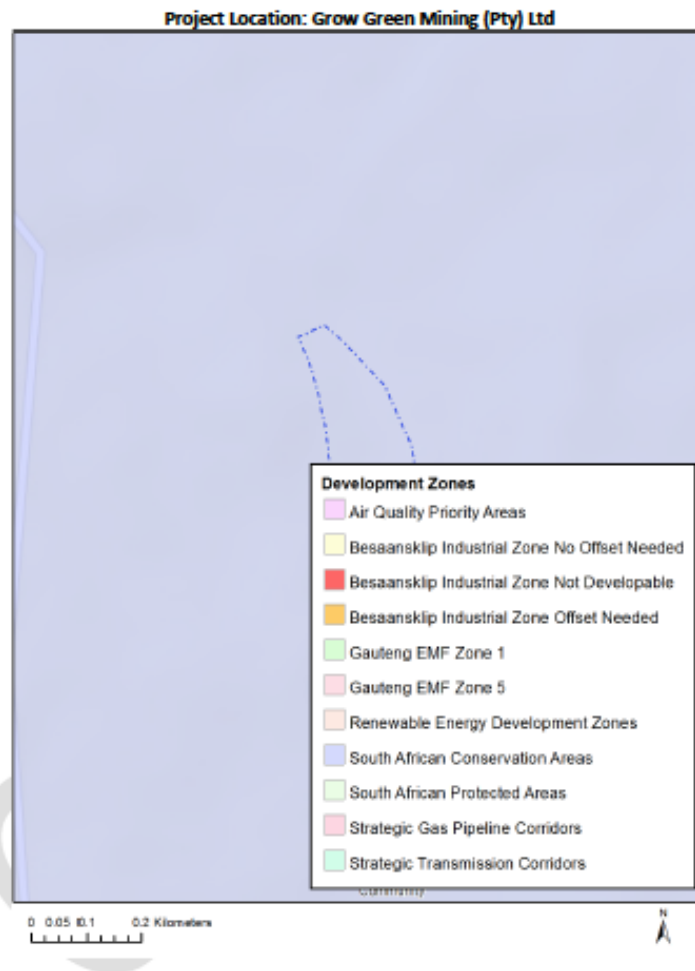 Project Location: Grow Green Mining (Pty) Ltd
Development Zones
Air Quality Priority Areas
Besaansklip Industrial Zone No Offset Needed
Besaansklip Industrial Zone Not Developable
Besaansklip Industrial Zone Offset Needed
Gauteng EMF Zone 1
Gauteng EMF Zone 5
Renewable Energy Development Zones
South African Conservation Areas
South African Protected Areas
Strategic Gas Pipeline Corridors
Strategic Transmission Corridors
Community
0 0.05 0.1 0.2 Kilometers
N